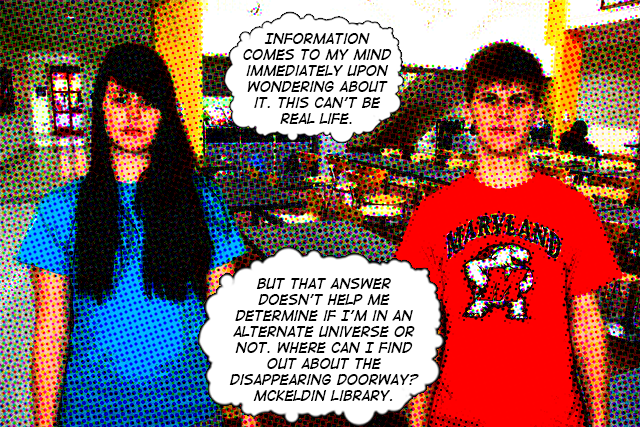 INFORMATION
COMES TO MY MIND
IMMEDIATELY UPON
WONDERING ABOUT
IT. THIS CAN'T BE
REAL LIFE.
MARYLAND
M
BUT THAT ANSWER
DOESN'T HELP ME
DETERMINE IF I'M IN AN
ALTERNATE UNIVERSE OR
NOT. WHERE CAN I FIND
OUT ABOUT THE
DISAPPEARING DOORWAY?
MCKELDIN LIBRARY.